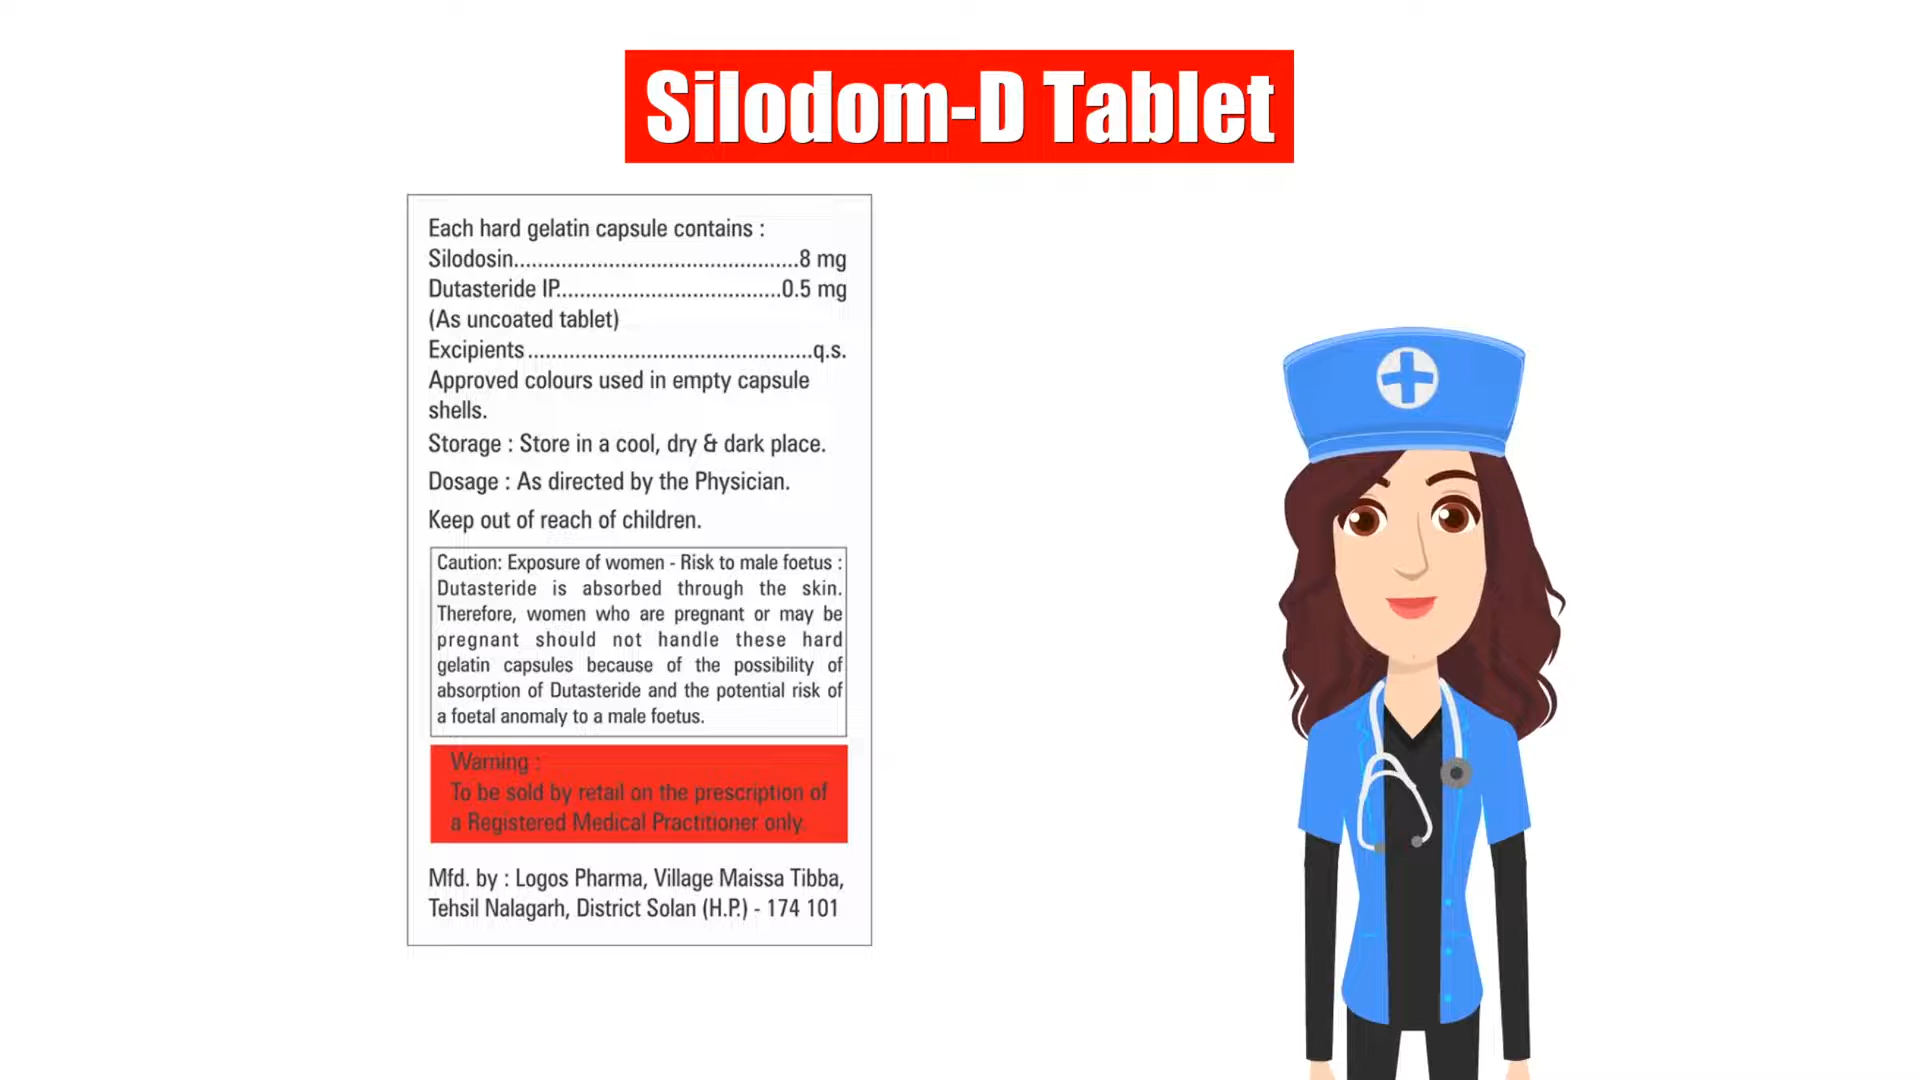 Silodom-D Tablet
Each hard gelatin capsule contains :
Silodosin................................................8 mg
Dutasteride IP......................................0.5 mg
(As uncoated tablet)
Excipients................................................q.s.
Approved colours used in empty capsule
shells.
Storage : Store in a cool, dry & dark place.
Dosage : As directed by the Physician.
Keep out of reach of children.
Caution: Exposure of women - Risk to male foetus :
Dutasteride is absorbed through the skin.
Therefore, women who are pregnant or may be
pregnant should not handle these hard
gelatin capsules because of the possibility of
absorption of Dutasteride and the potential risk of
a foetal anomaly to a male foetus.
Warning :
To be sold by retail on the prescription of
a Registered Medical Practitioner only.
Mfd. by : Logos Pharma, Village Maissa Tibba,
Tehsil Nalagarh, District Solan (H.P.) - 174 101